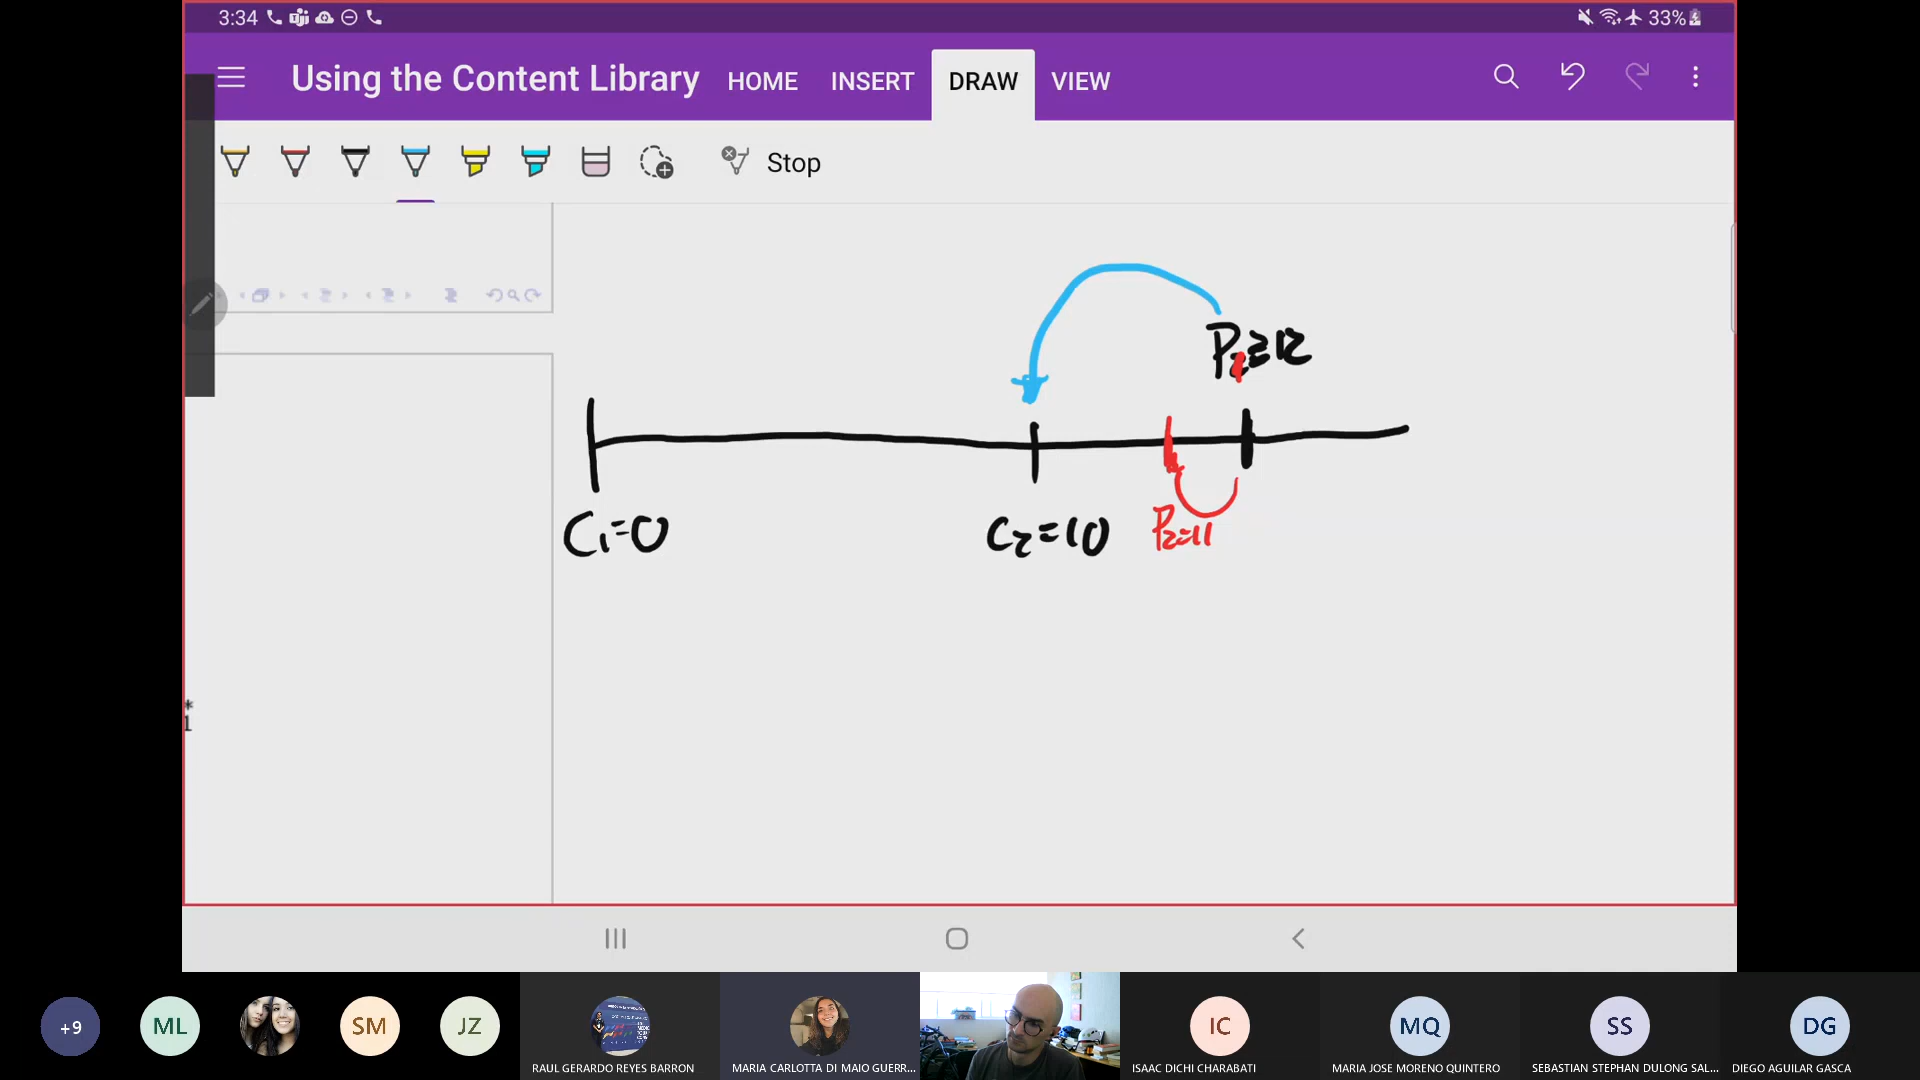 3:34 33%
Using the Content Library HOME INSERT DRAW VIEW
Stop
P₂≥12
C₁=0 C₂=10 P₂=11
*
1
+9 ML SM JZ IC MQ SS DG
RAUL GERARDO REYES BARRON MARIA CARLOTTA DI MAIO GUERR... ISAAC DICHI CHARABATI MARIA JOSE MORENO QUINTERO SEBASTIAN STEPHAN DULONG SAL... DIEGO AGUILAR GASCA